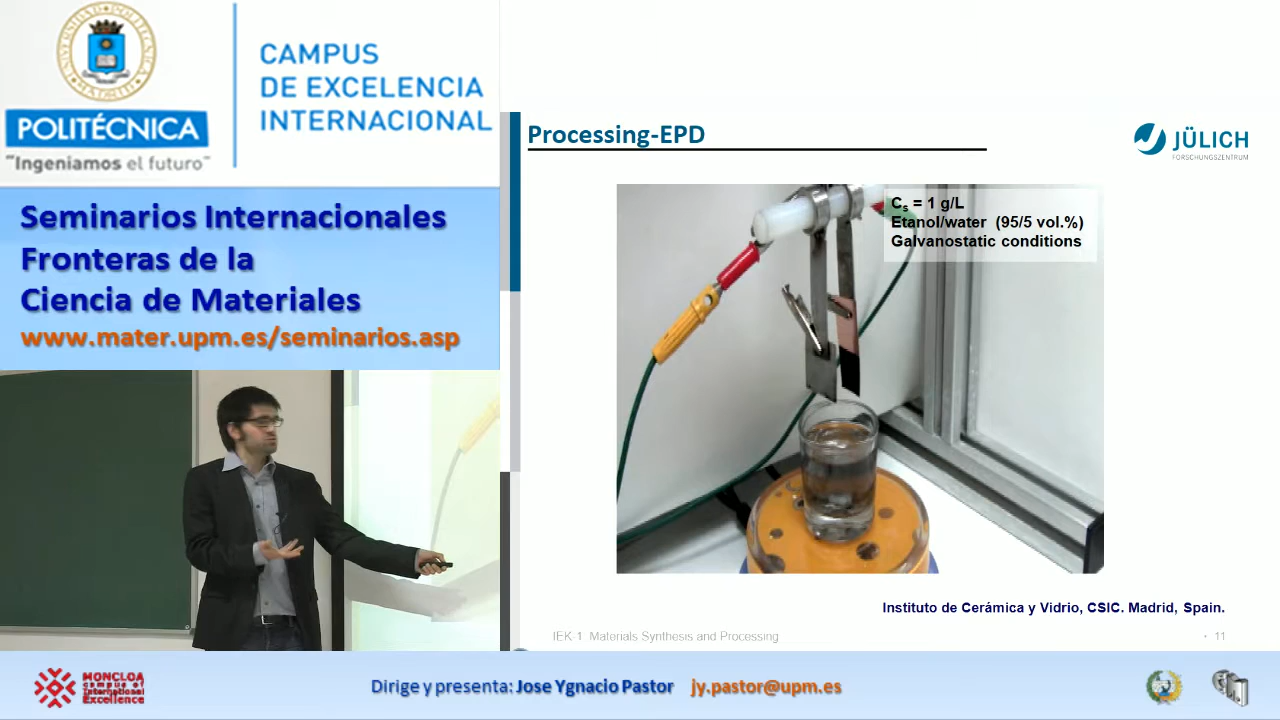 UNIVERSIDAD POLITÉCNICA
MADRID
POLITÉCNICA
"Ingeniamos el futuro"
CAMPUS
DE EXCELENCIA
INTERNACIONAL
Seminarios Internacionales
Fronteras de la
Ciencia de Materiales
www.mater.upm.es/seminarios.asp
Processing-EPD
JÜLICH
FORSCHUNGSZENTRUM
Cs = 1 g/L
Etanol/water (95/5 vol.%)
Galvanostatic conditions
Instituto de Cerámica y Vidrio, CSIC. Madrid, Spain.
IEK-1 Materials Synthesis and Processing
• 11
MONCLOA
campus of
International
Excellence
Dirige y presenta: Jose Ygnacio Pastor jy.pastor@upm.es